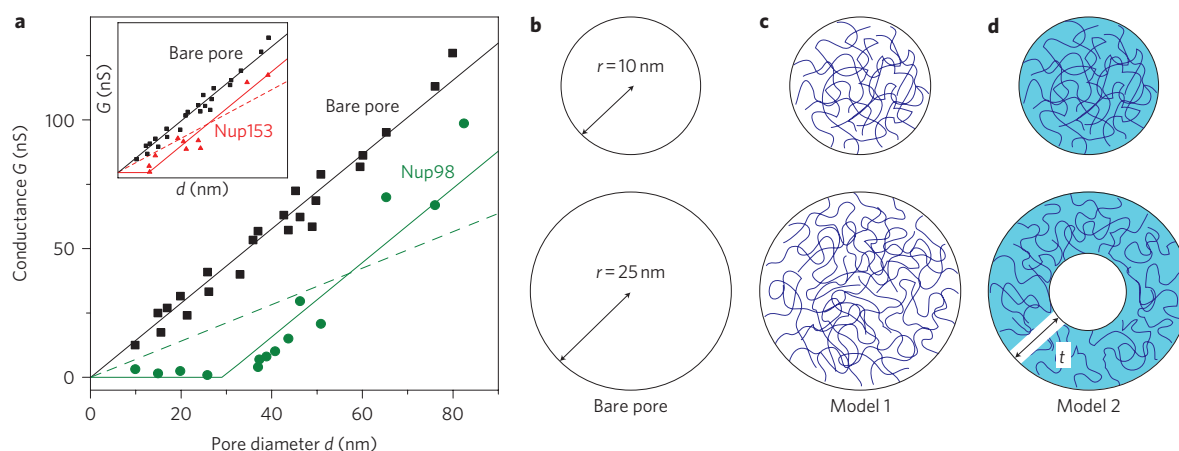 a
Conductance G (nS)
100
50
0
0
20
40
60
80
Pore diameter d (nm)
Bare pore
Nup98
G (nS)
Bare pore
Nup153
d (nm)
b
r = 10 nm
r = 25 nm
Bare pore
c
Model 1
d
t
Model 2